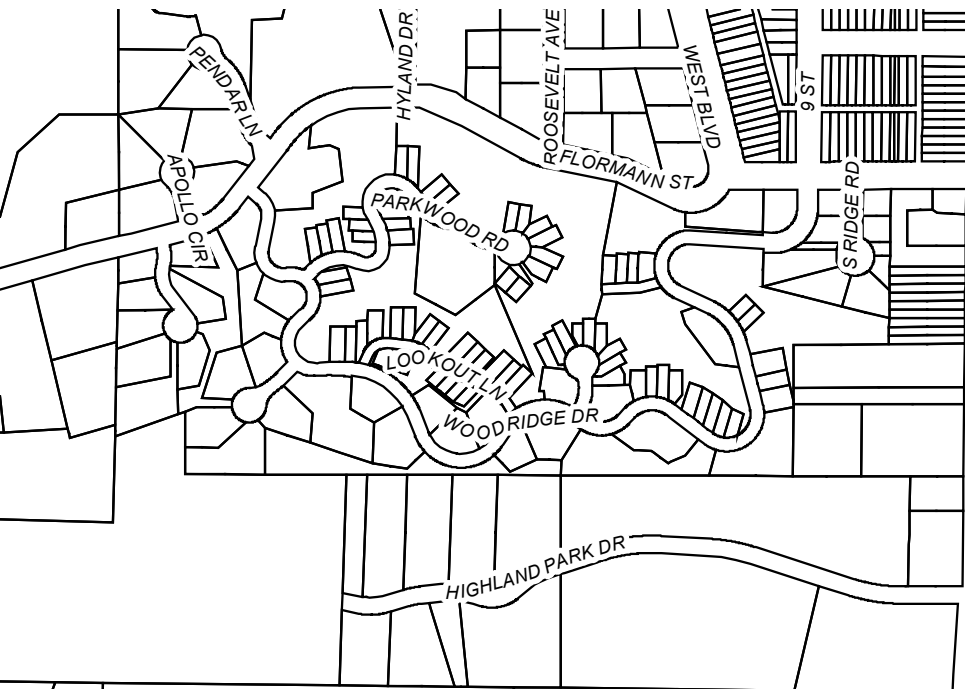 PENDAR LN
HYLAND DR
ROOSEVELT AVE
WEST BLVD
9 ST
APOLLO CIR
FLORMANN ST
PARKWOOD RD
S RIDGE RD
LOOKOUT LN
WOODRIDGE DR
HIGHLAND PARK DR